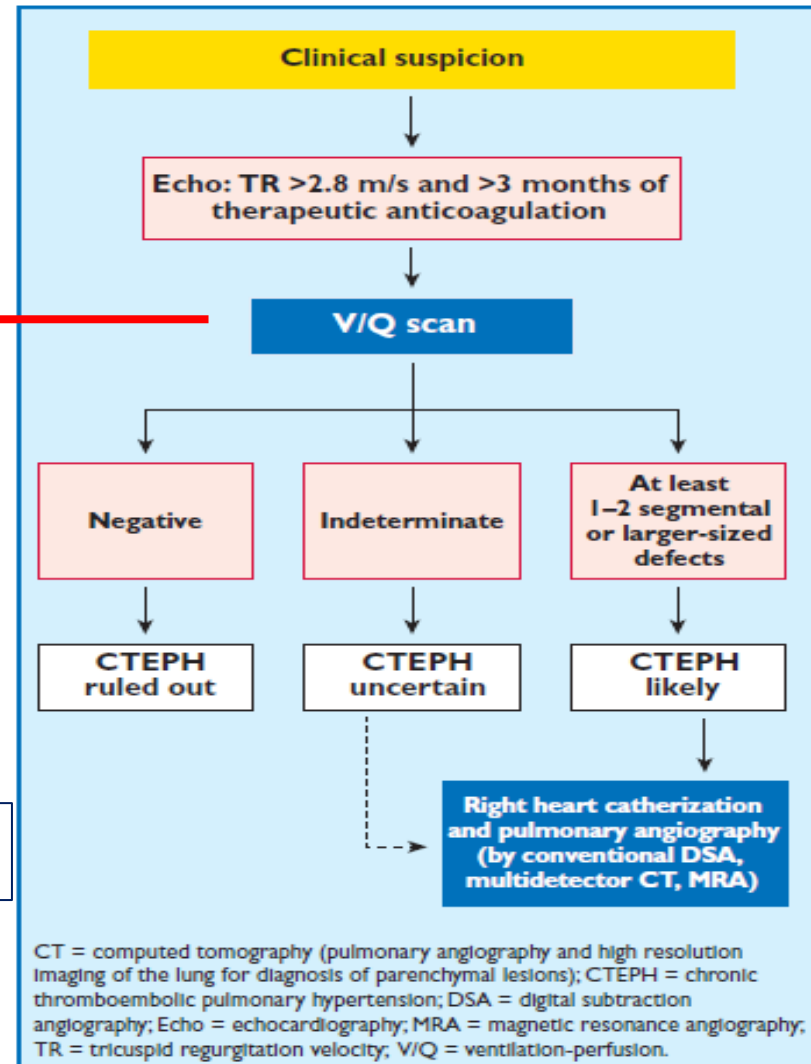 Clinical suspicion
Echo: TR >2.8 m/s and >3 months of
therapeutic anticoagulation
V/Q scan
Negative
Indeterminate
At least
1–2 segmental
or larger-sized
defects
CTEPH
ruled out
CTEPH
uncertain
CTEPH
likely
Right heart catherization
and pulmonary angiography
(by conventional DSA,
multidetector CT, MRA)
CT = computed tomography (pulmonary angiography and high resolution
imaging of the lung for diagnosis of parenchymal lesions); CTEPH = chronic
thromboembolic pulmonary hypertension; DSA = digital subtraction
angiography; Echo = echocardiography; MRA = magnetic resonance angiography;
TR = tricuspid regurgitation velocity; V/Q = ventilation-perfusion.